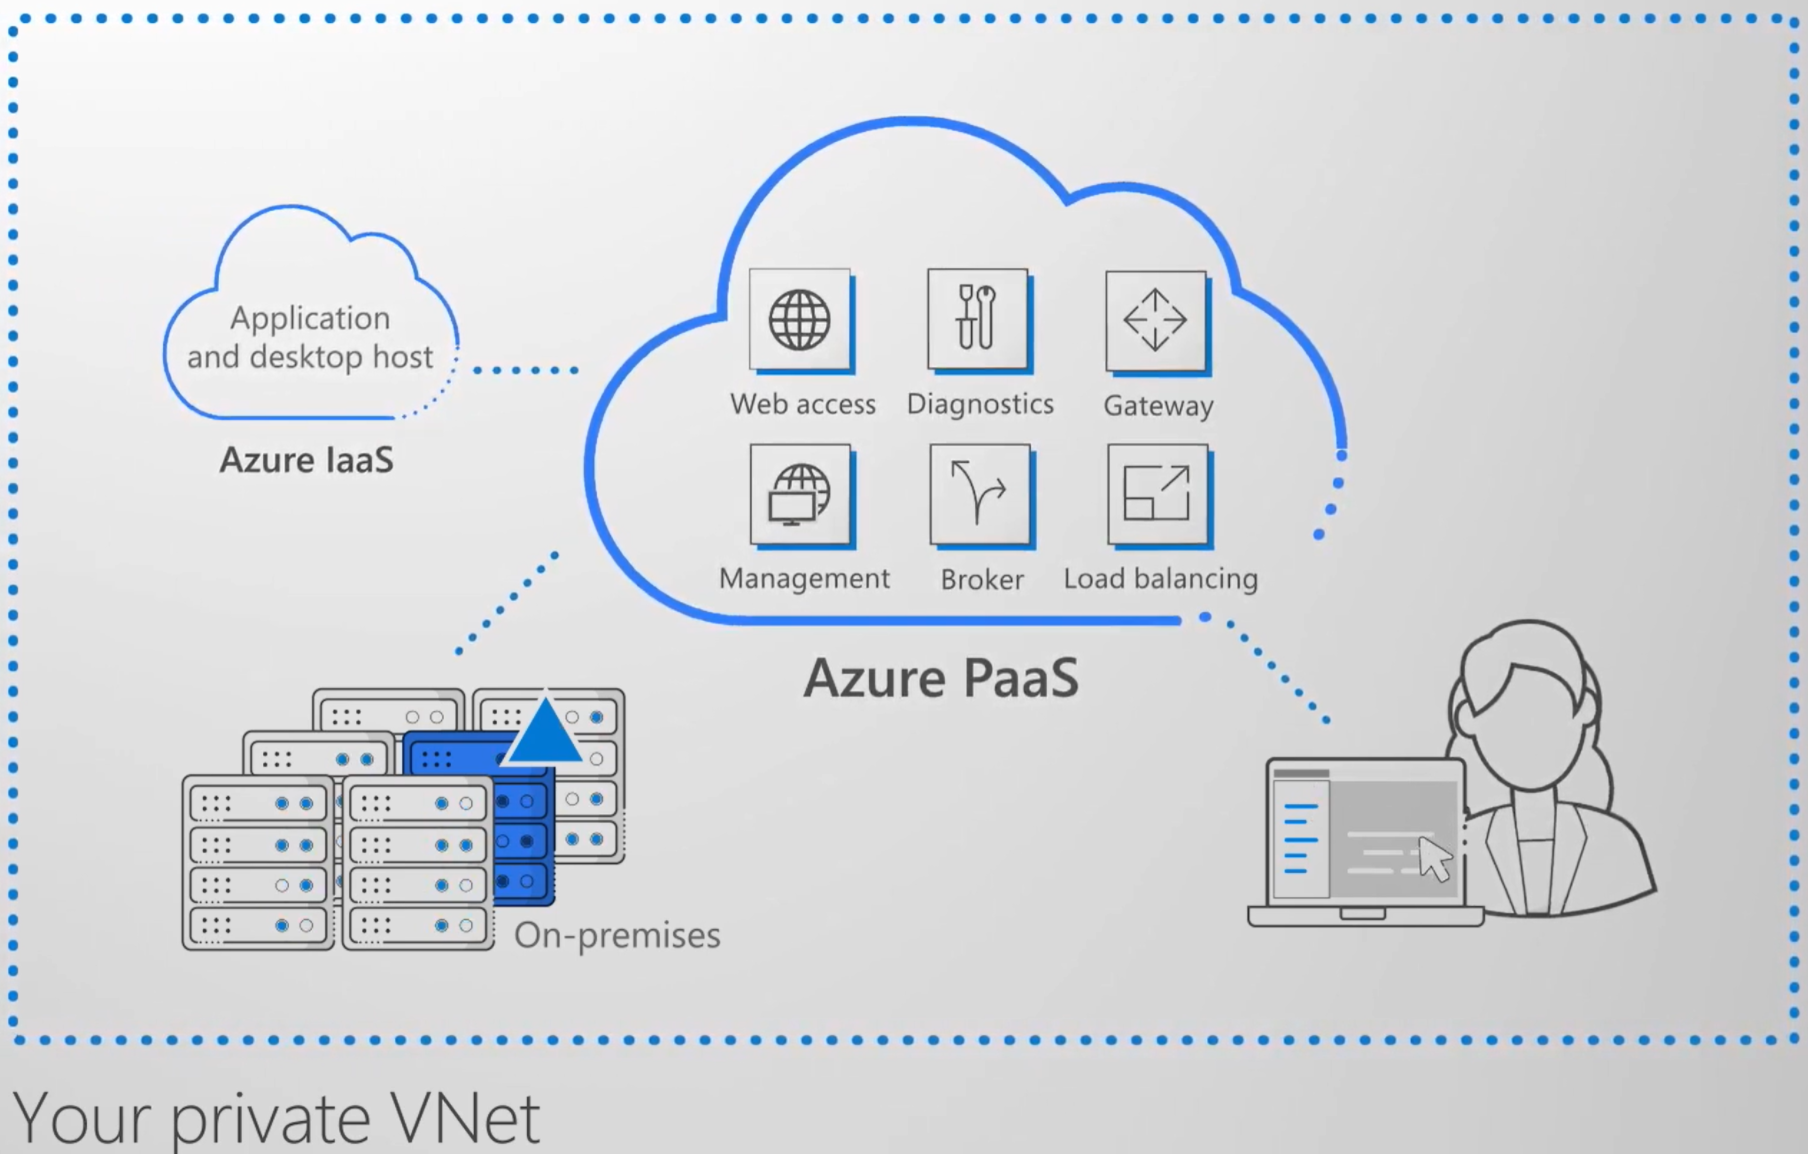 Application
and desktop host
Azure IaaS
Web access
Diagnostics
Gateway
Management
Broker
Load balancing
Azure PaaS
On-premises
Your private VNet